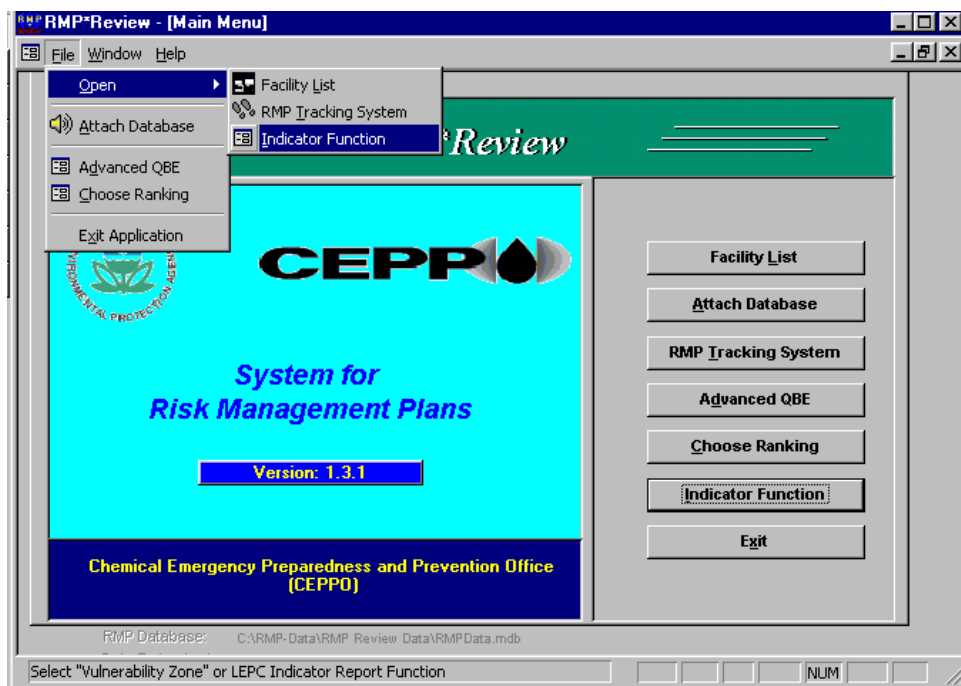 RMP*Review - [Main Menu]
File Window Help
Open
Attach Database
Advanced QBE
Choose Ranking
Exit Application
Facility List
RMP Tracking System
Indicator Function
*Review
CEPPO
System for
Risk Management Plans
Version: 1.3.1
Chemical Emergency Preparedness and Prevention Office
(CEPPO)
Facility List
Attach Database
RMP Tracking System
Advanced QBE
Choose Ranking
Indicator Function
Exit
RMP Database: C:\RMP-Data\RMP Review Data\RMPData.mdb
Select "Vulnerability Zone" or LEPC Indicator Report Function
NUM